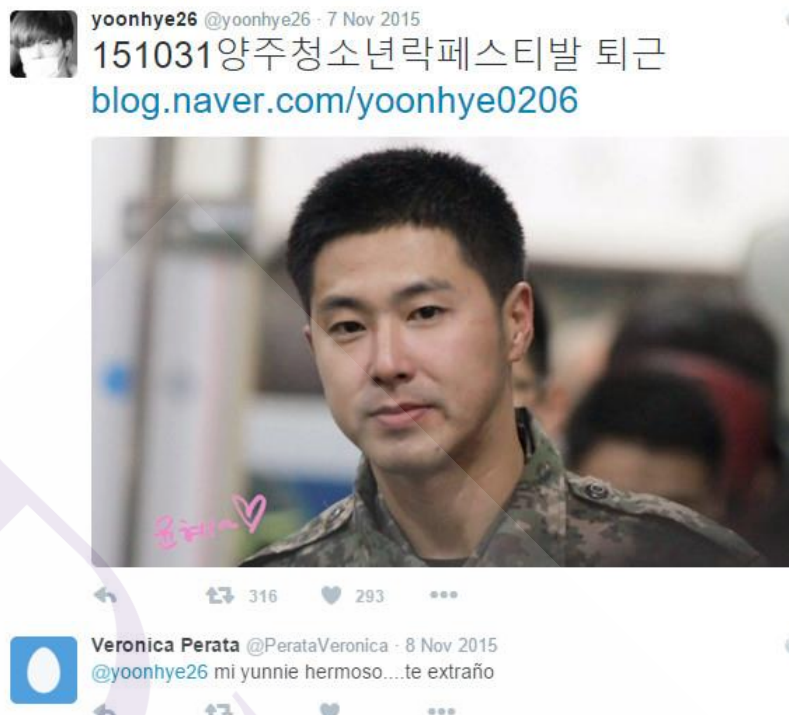 yoonhye26 @yoonhye26 · 7 Nov 2015
151031양주청소년락페스티발 퇴근
blog.naver.com/yoonhye0206
윤혜~♡
316 293
Veronica Perata @PerataVeronica · 8 Nov 2015
@yoonhye26 mi yunnie hermoso....te extraño